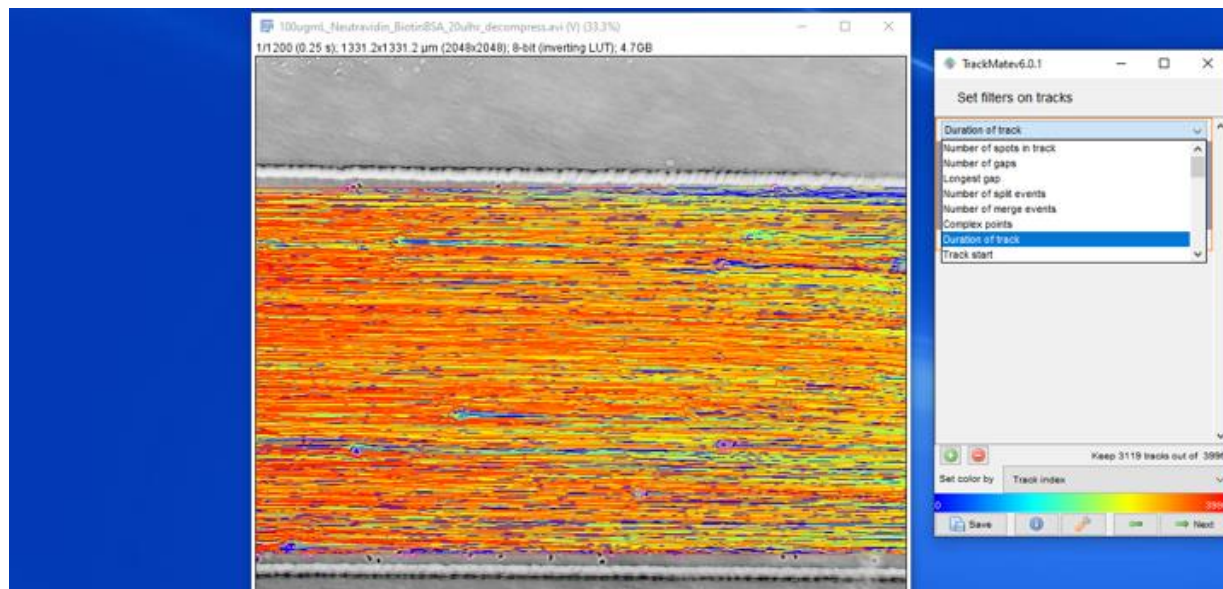 100ugmL_Neutravidin_BiotinBSA_20ulhr_decompress.avi (V) (33.3%)
1/1200 (0.25 s); 1331.2x1331.2 µm (2048x2048); 8-bit (inverting LUT); 4.7GB
TrackMatev6.0.1
Set filters on tracks
Duration of track
Number of spots in track
Number of gaps
Longest gap
Number of split events
Number of merge events
Complex points
Duration of track
Track start
Keep 3119 tracks out of
Set color by Track index
0
Save Next